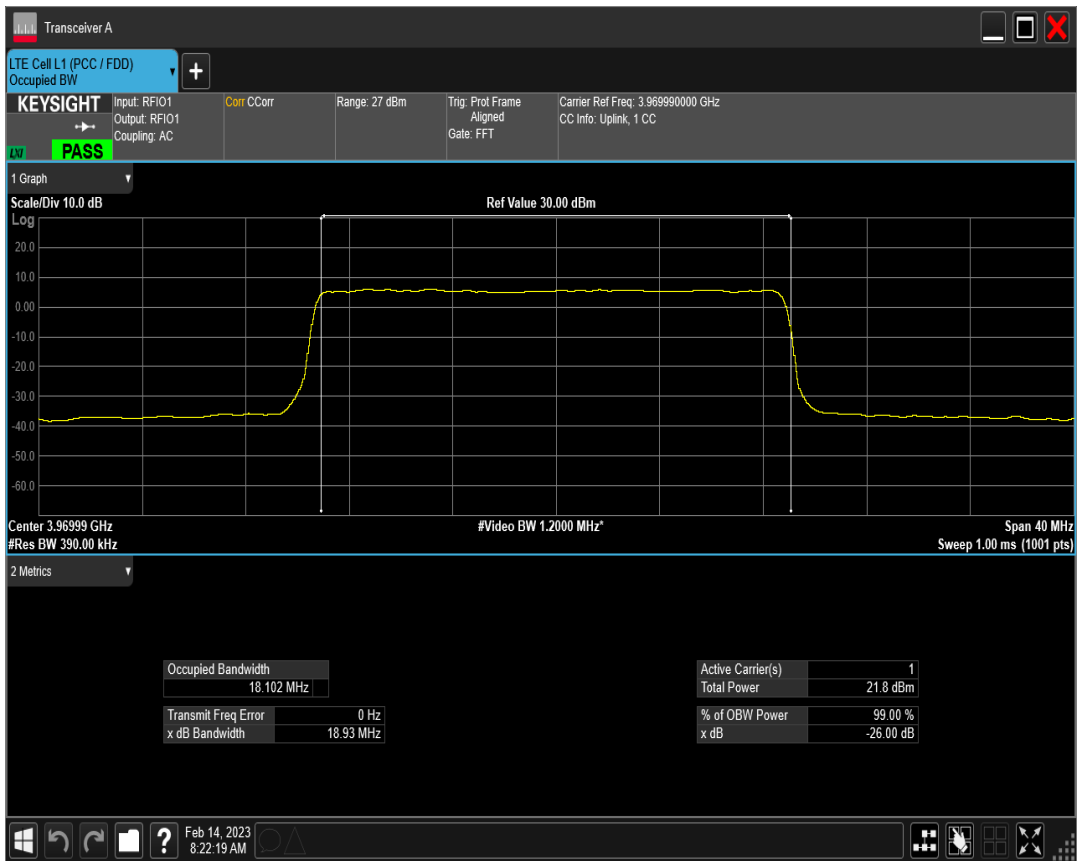 Transceiver A
LTE Cell L1 (PCC / FDD)
Occupied BW
KEYSIGHT
LXI
PASS
Input: RFIO1
Output: RFIO1
Coupling: AC
Corr CCorr
Range: 27 dBm
Trig: Prot Frame
Aligned
Gate: FFT
Carrier Ref Freq: 3.969990000 GHz
CC Info: Uplink, 1 CC
1 Graph
Scale/Div 10.0 dB
Ref Value 30.00 dBm
Log
20.0
10.0
0.00
-10.0
-20.0
-30.0
-40.0
-50.0
-60.0
Center 3.96999 GHz
#Video BW 1.2000 MHz*
Span 40 MHz
#Res BW 390.00 kHz
Sweep 1.00 ms (1001 pts)
2 Metrics
Occupied Bandwidth
18.102 MHz
Active Carrier(s) 1
Total Power 21.8 dBm
Transmit Freq Error 0 Hz
x dB Bandwidth 18.93 MHz
% of OBW Power 99.00 %
x dB -26.00 dB
?
Feb 14, 2023
8:22:19 AM